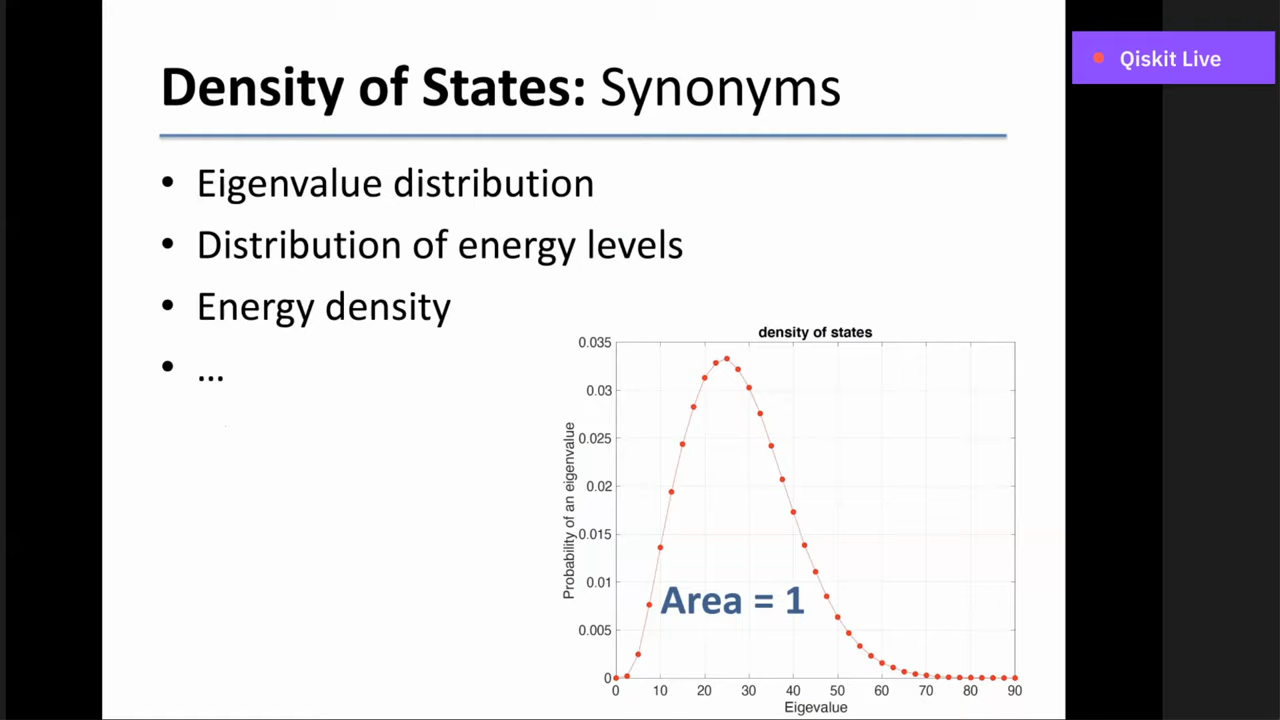 Qiskit Live
Density of States: Synonyms
• Eigenvalue distribution
• Distribution of energy levels
• Energy density
• ...
density of states
0.035
0.03
0.025
0.02
0.015
0.01
0.005
0
Probability of an eigenvalue
Area = 1
0 10 20 30 40 50 60 70 80 90
Eigevalue